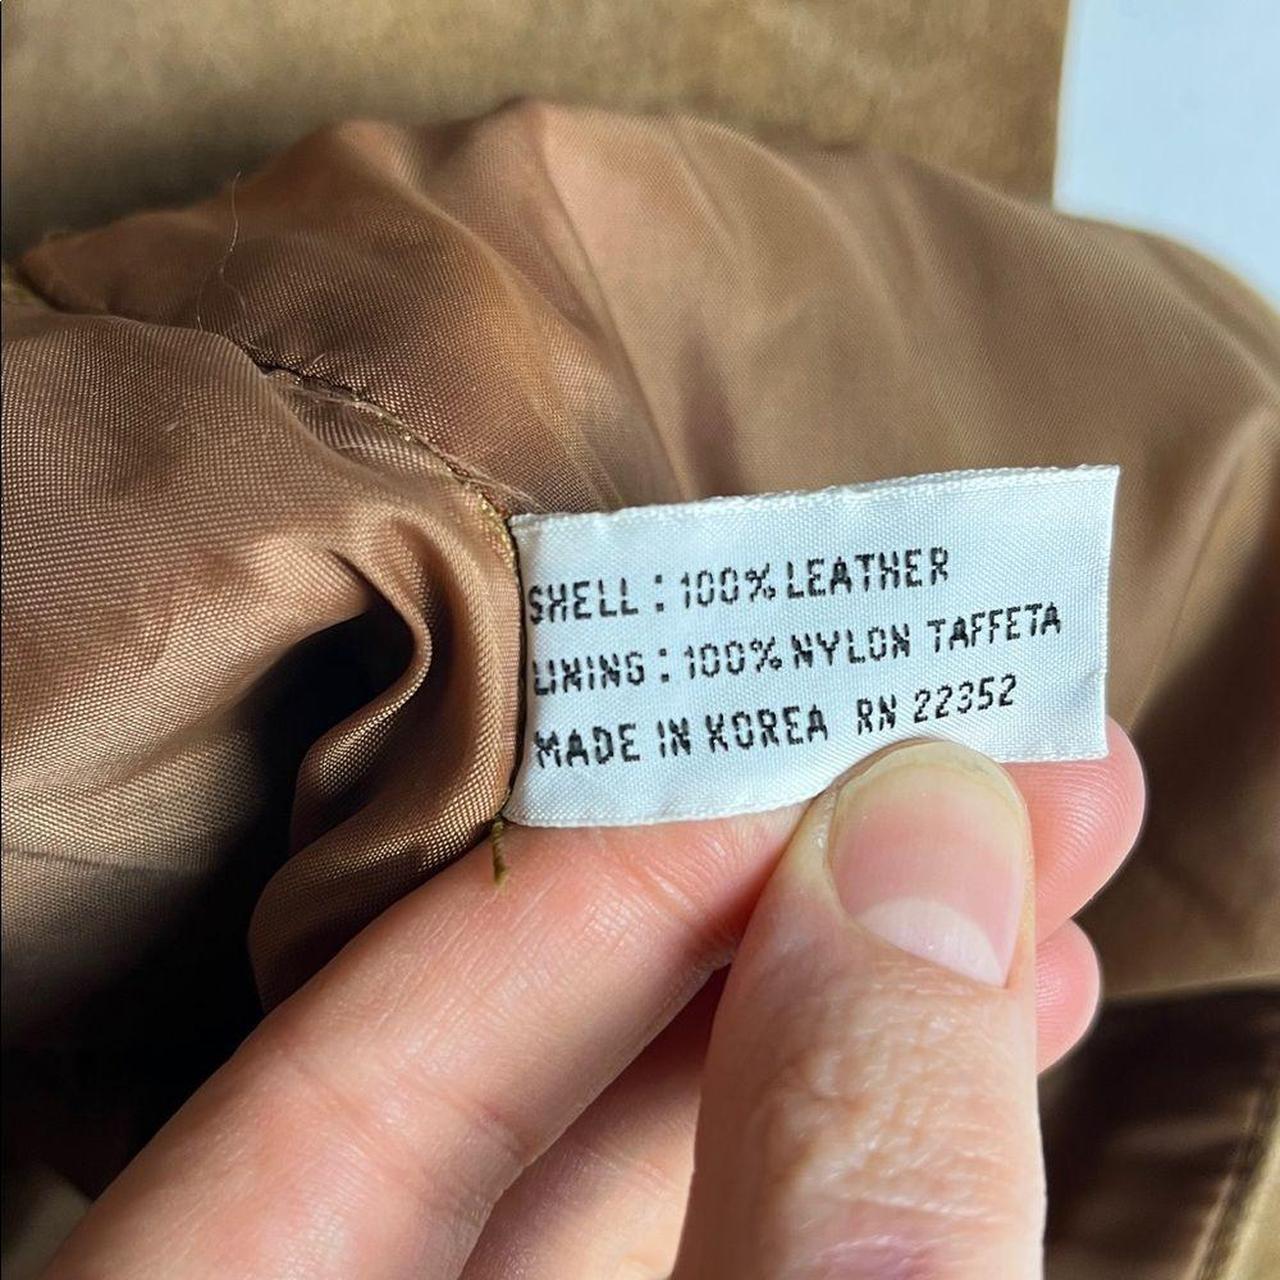 SHELL : 100% LEATHER
LINING : 100% NYLON TAFFETA
MADE IN KOREA RN 22352